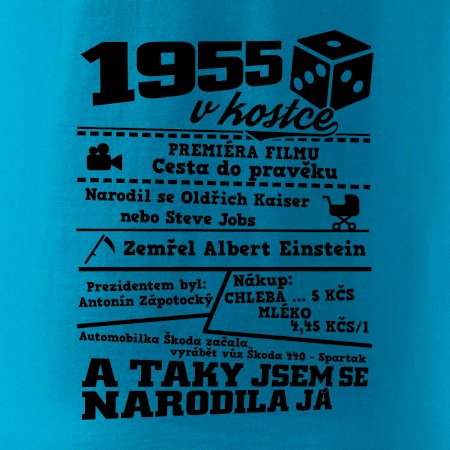 1955
v kostce
PREMIÉRA FILMU
Cesta do pravěku
Narodil se Oldřich Kaiser
nebo Steve Jobs
Zemřel Albert Einstein
Prezidentem byl:
Antonín Zápotocký
Nákup:
CHLEBA ... 5 KČS
MLÉKO
4,45 KČS/l
Automobilka Škoda začala
vyrábět vůz Škoda 440 - Spartak
A TAKY JSEM SE
NARODILA JÁ